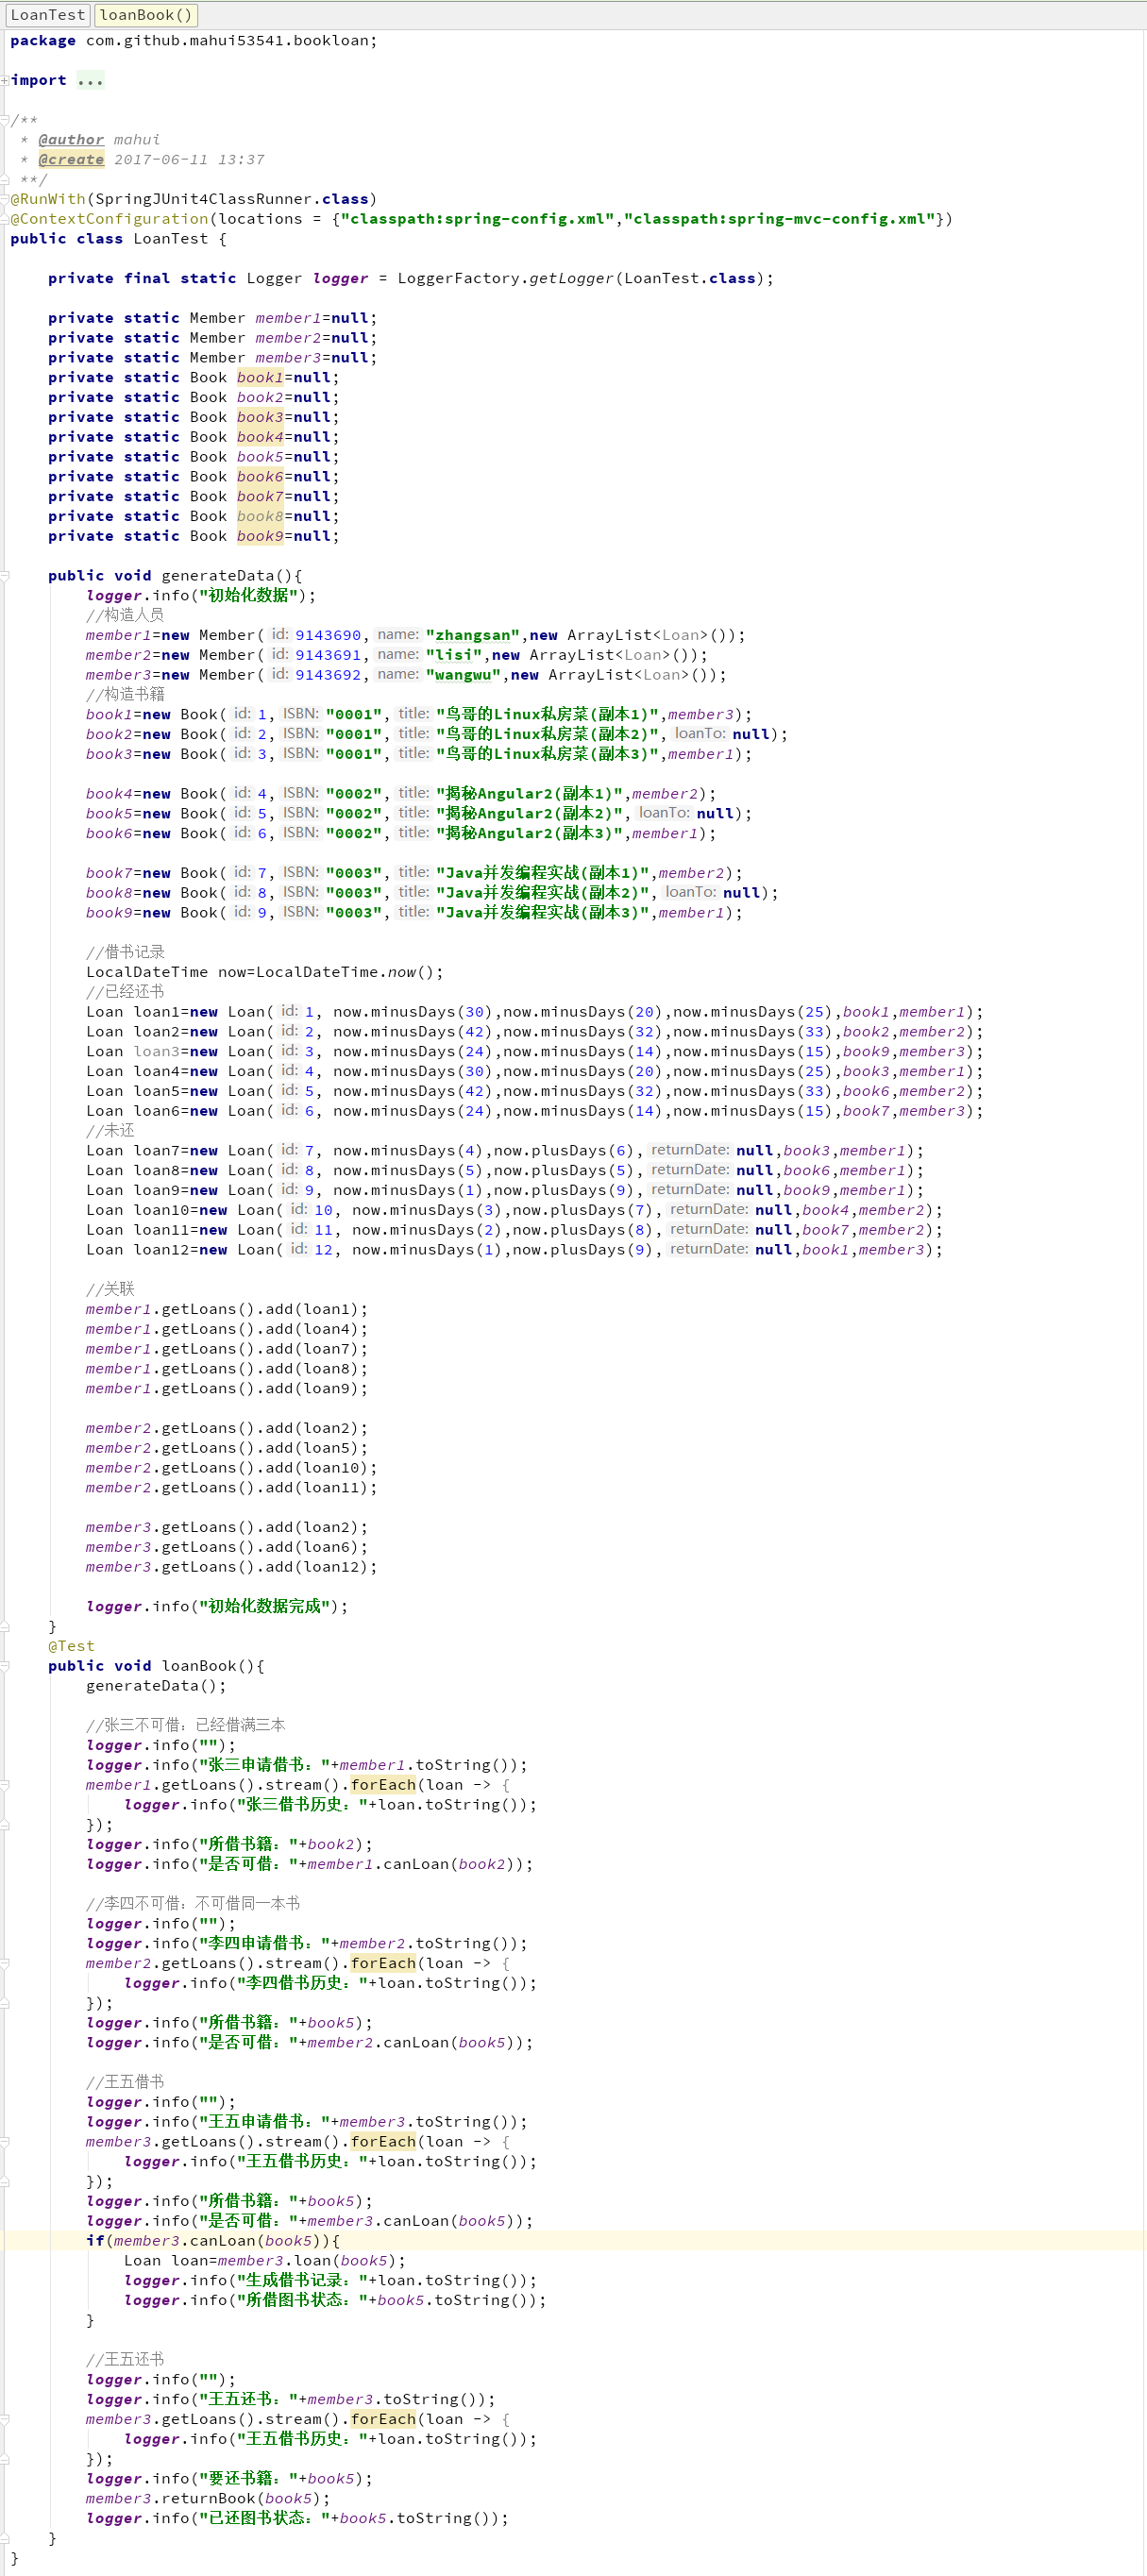 LoanTest loanBook()
package com.github.mahui53541.bookloan;
import ...
/**
 * @author mahui
 * @create 2017-06-11 13:37
 **/
@RunWith(SpringJUnit4ClassRunner.class)
@ContextConfiguration(locations = {"classpath:spring-config.xml","classpath:spring-mvc-config.xml"})
public class LoanTest {
    private final static Logger logger = LoggerFactory.getLogger(LoanTest.class);
    private static Member member1=null;
    private static Member member2=null;
    private static Member member3=null;
    private static Book book1=null;
    private static Book book2=null;
    private static Book book3=null;
    private static Book book4=null;
    private static Book book5=null;
    private static Book book6=null;
    private static Book book7=null;
    private static Book book8=null;
    private static Book book9=null;
    public void generateData(){
        logger.info("初始化数据");
        //构造人员
        member1=new Member( id: 9143690, name: "zhangsan",new ArrayList<Loan>());
        member2=new Member( id: 9143691, name: "lisi",new ArrayList<Loan>());
        member3=new Member( id: 9143692, name: "wangwu",new ArrayList<Loan>());
        //构造书籍
        book1=new Book( id: 1, ISBN: "0001", title: "鸟哥的Linux私房菜(副本1)",member3);
        book2=new Book( id: 2, ISBN: "0001", title: "鸟哥的Linux私房菜(副本2)", loanTo: null);
        book3=new Book( id: 3, ISBN: "0001", title: "鸟哥的Linux私房菜(副本3)",member1);
        book4=new Book( id: 4, ISBN: "0002", title: "揭秘Angular2(副本1)",member2);
        book5=new Book( id: 5, ISBN: "0002", title: "揭秘Angular2(副本2)", loanTo: null);
        book6=new Book( id: 6, ISBN: "0002", title: "揭秘Angular2(副本3)",member1);
        book7=new Book( id: 7, ISBN: "0003", title: "Java并发编程实战(副本1)",member2);
        book8=new Book( id: 8, ISBN: "0003", title: "Java并发编程实战(副本2)", loanTo: null);
        book9=new Book( id: 9, ISBN: "0003", title: "Java并发编程实战(副本3)",member1);
        //借书记录
        LocalDateTime now=LocalDateTime.now();
        //已经还书
        Loan loan1=new Loan( id: 1, now.minusDays(30),now.minusDays(20),now.minusDays(25),book1,member1);
        Loan loan2=new Loan( id: 2, now.minusDays(42),now.minusDays(32),now.minusDays(33),book2,member2);
        Loan loan3=new Loan( id: 3, now.minusDays(24),now.minusDays(14),now.minusDays(15),book9,member3);
        Loan loan4=new Loan( id: 4, now.minusDays(30),now.minusDays(20),now.minusDays(25),book3,member1);
        Loan loan5=new Loan( id: 5, now.minusDays(42),now.minusDays(32),now.minusDays(33),book6,member2);
        Loan loan6=new Loan( id: 6, now.minusDays(24),now.minusDays(14),now.minusDays(15),book7,member3);
        //未还
        Loan loan7=new Loan( id: 7, now.minusDays(4),now.plusDays(6), returnDate: null,book3,member1);
        Loan loan8=new Loan( id: 8, now.minusDays(5),now.plusDays(5), returnDate: null,book6,member1);
        Loan loan9=new Loan( id: 9, now.minusDays(1),now.plusDays(9), returnDate: null,book9,member1);
        Loan loan10=new Loan( id: 10, now.minusDays(3),now.plusDays(7), returnDate: null,book4,member2);
        Loan loan11=new Loan( id: 11, now.minusDays(2),now.plusDays(8), returnDate: null,book7,member2);
        Loan loan12=new Loan( id: 12, now.minusDays(1),now.plusDays(9), returnDate: null,book1,member3);
        //关联
        member1.getLoans().add(loan1);
        member1.getLoans().add(loan4);
        member1.getLoans().add(loan7);
        member1.getLoans().add(loan8);
        member1.getLoans().add(loan9);
        member2.getLoans().add(loan2);
        member2.getLoans().add(loan5);
        member2.getLoans().add(loan10);
        member2.getLoans().add(loan11);
        member3.getLoans().add(loan2);
        member3.getLoans().add(loan6);
        member3.getLoans().add(loan12);
        logger.info("初始化数据完成");
    }
    @Test
    public void loanBook(){
        generateData();
        //张三不可借：已经借满三本
        logger.info("");
        logger.info("张三申请借书："+member1.toString());
        member1.getLoans().stream().forEach(loan -> {
            logger.info("张三借书历史："+loan.toString());
        });
        logger.info("所借书籍："+book2);
        logger.info("是否可借："+member1.canLoan(book2));
        //李四不可借：不可借同一本书
        logger.info("");
        logger.info("李四申请借书："+member2.toString());
        member2.getLoans().stream().forEach(loan -> {
            logger.info("李四借书历史："+loan.toString());
        });
        logger.info("所借书籍："+book5);
        logger.info("是否可借："+member2.canLoan(book5));
        //王五借书
        logger.info("");
        logger.info("王五申请借书："+member3.toString());
        member3.getLoans().stream().forEach(loan -> {
            logger.info("王五借书历史："+loan.toString());
        });
        logger.info("所借书籍："+book5);
        logger.info("是否可借："+member3.canLoan(book5));
        if(member3.canLoan(book5)){
            Loan loan=member3.loan(book5);
            logger.info("生成借书记录："+loan.toString());
            logger.info("所借图书状态："+book5.toString());
        }
        //王五还书
        logger.info("");
        logger.info("王五还书："+member3.toString());
        member3.getLoans().stream().forEach(loan -> {
            logger.info("王五借书历史："+loan.toString());
        });
        logger.info("要还书籍："+book5);
        member3.returnBook(book5);
        logger.info("已还图书状态："+book5.toString());
    }
}